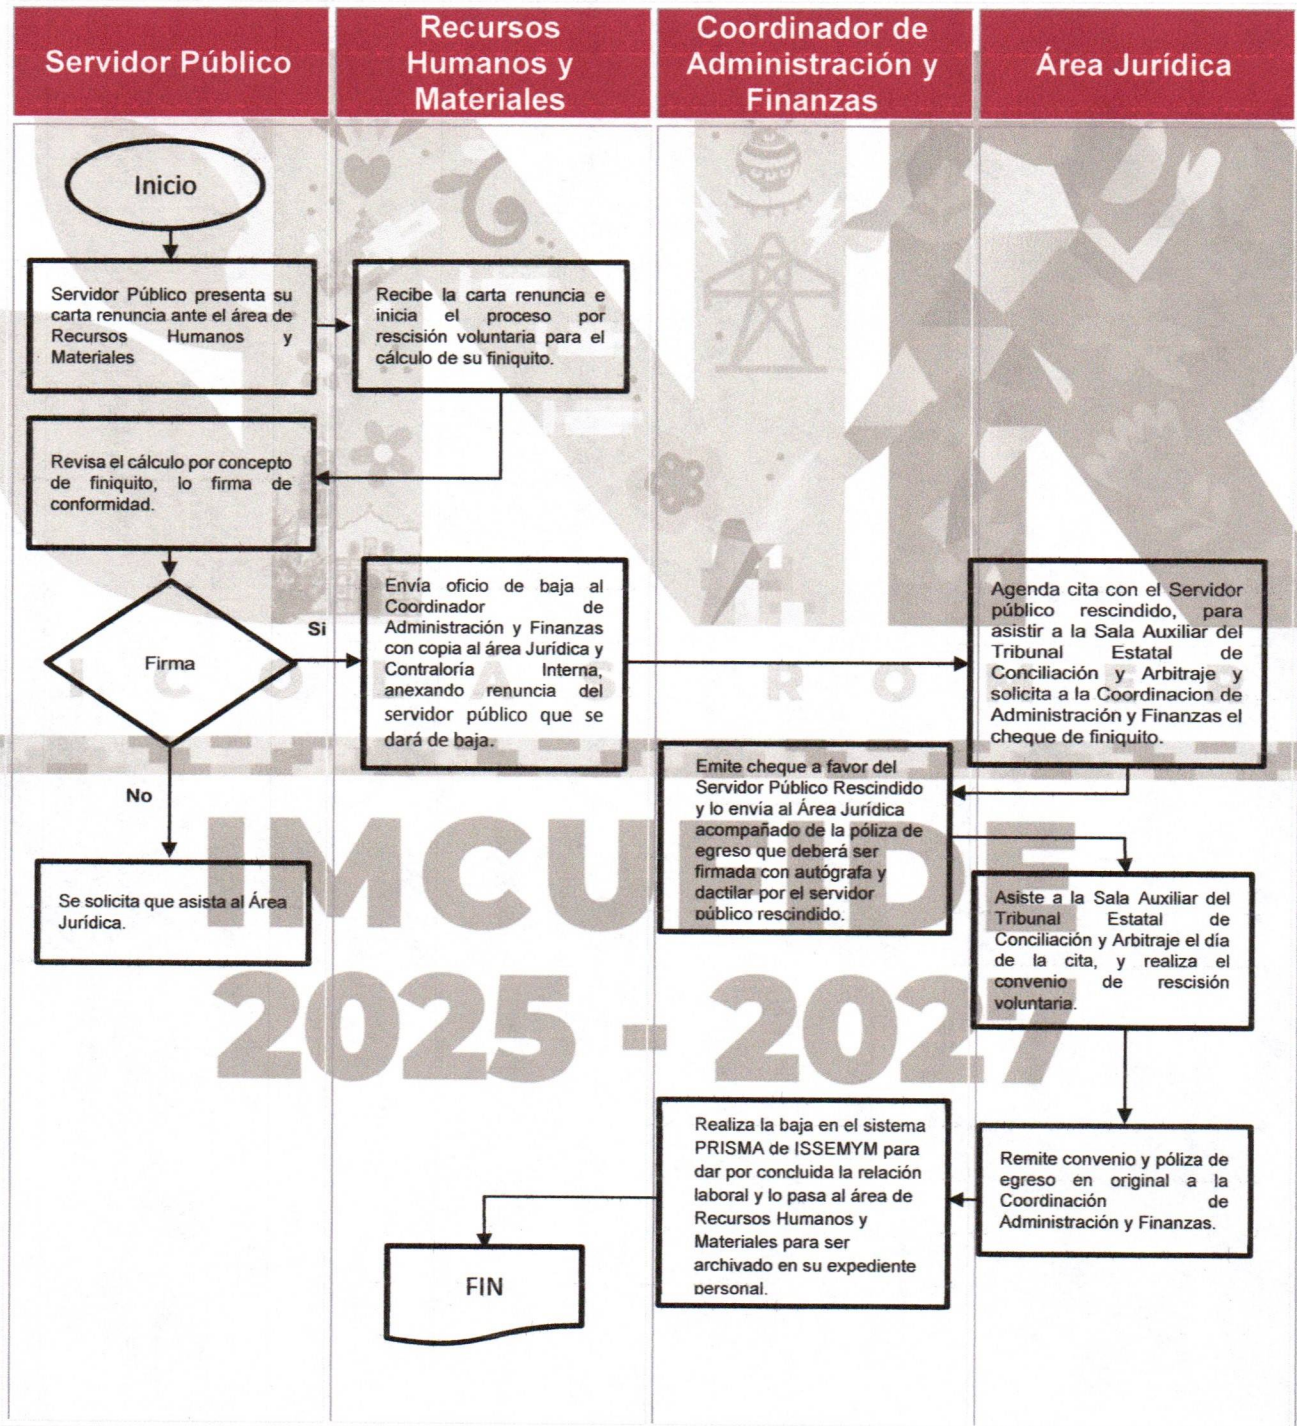 Servidor Público
Recursos
Humanos y
Materiales
Coordinador de
Administración y
Finanzas
Área Jurídica
Inicio
Servidor Público presenta su
carta renuncia ante el área de
Recursos Humanos y
Materiales
Recibe la carta renuncia e
inicia el proceso por
rescisión voluntaria para el
cálculo de su finiquito.
Revisa el cálculo por concepto
de finiquito, lo firma de
conformidad.
Firma
Si
No
Envía oficio de baja al
Coordinador de
Administración y Finanzas
con copia al área Jurídica y
Contraloría Interna,
anexando renuncia del
servidor público que se
dará de baja.
Agenda cita con el Servidor
público rescindido, para
asistir a la Sala Auxiliar del
Tribunal Estatal de
Conciliación y Arbitraje y
solicita a la Coordinacion de
Administración y Finanzas el
cheque de finiquito.
Emite cheque a favor del
Servidor Público Rescindido
y lo envía al Área Jurídica
acompañado de la póliza de
egreso que deberá ser
firmada con autógrafa y
dactilar por el servidor
público rescindido.
Se solicita que asista al Área
Jurídica.
Asiste a la Sala Auxiliar del
Tribunal Estatal de
Conciliación y Arbitraje el día
de la cita, y realiza el
convenio de rescisión
voluntaria.
Remite convenio y póliza de
egreso en original a la
Coordinación de
Administración y Finanzas.
Realiza la baja en el sistema
PRISMA de ISSEMYM para
dar por concluida la relación
laboral y lo pasa al área de
Recursos Humanos y
Materiales para ser
archivado en su expediente
personal.
FIN
SNR
IMCUFIDE
2025 - 2027